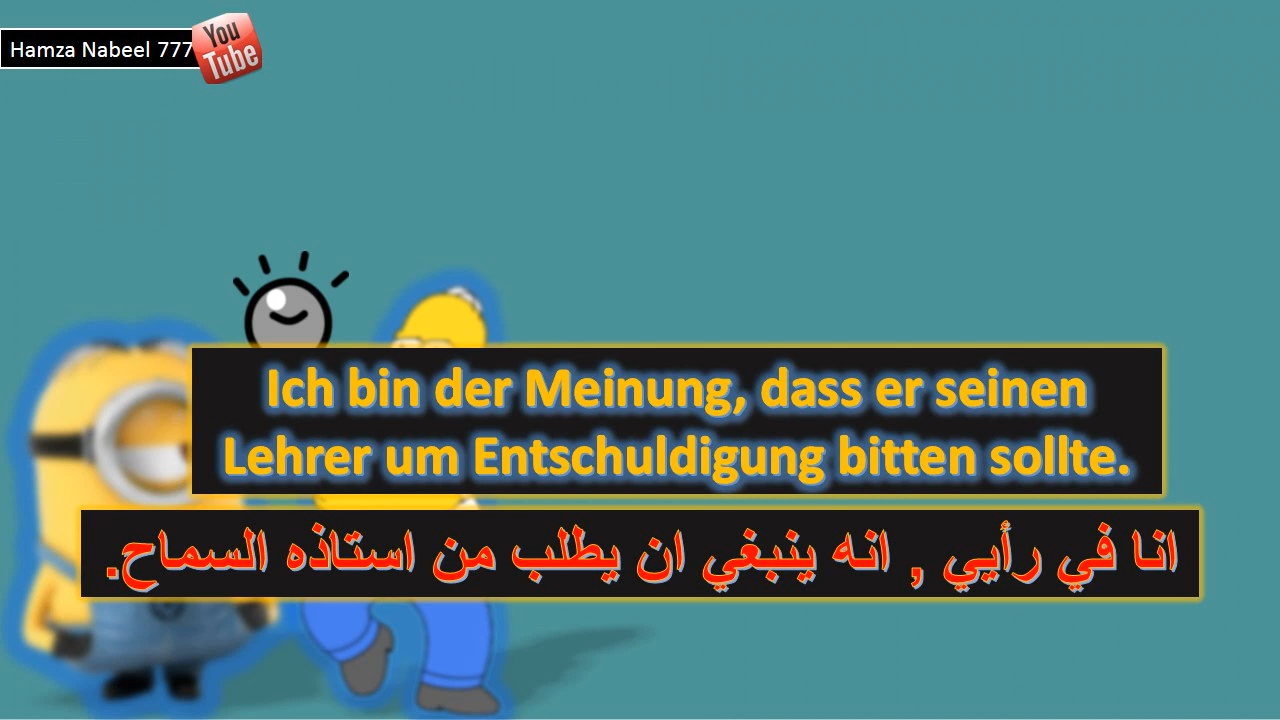 Hamza Nabeel 777
You
Tube
Ich bin der Meinung, dass er seinen
Lehrer um Entschuldigung bitten sollte.
انا في رأيي , انه ينبغي ان يطلب من استاذه السماح.